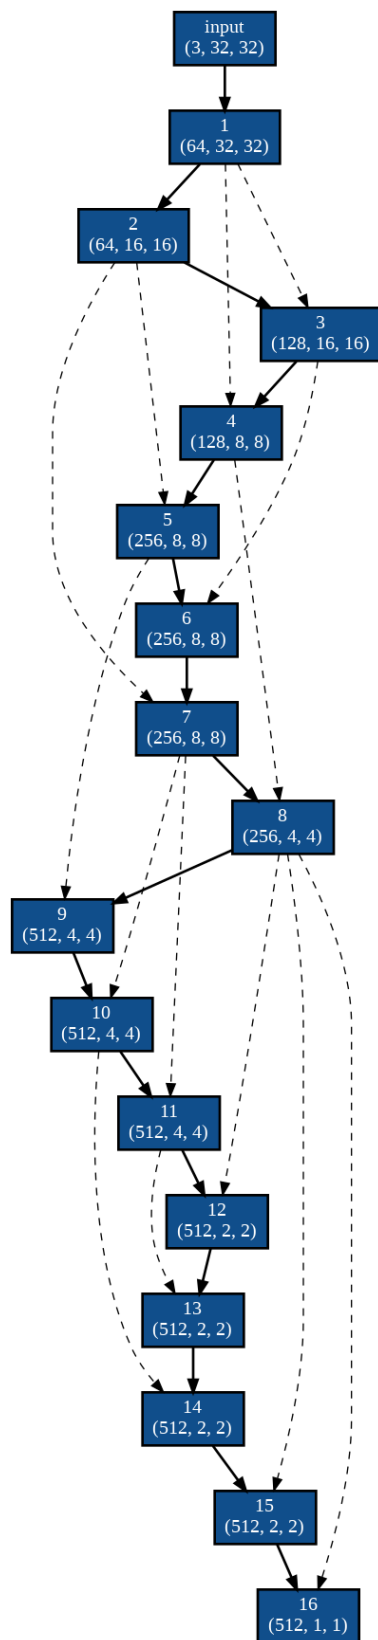 input
(3, 32, 32)
1
(64, 32, 32)
2
(64, 16, 16)
3
(128, 16, 16)
4
(128, 8, 8)
5
(256, 8, 8)
6
(256, 8, 8)
7
(256, 8, 8)
8
(256, 4, 4)
9
(512, 4, 4)
10
(512, 4, 4)
11
(512, 4, 4)
12
(512, 2, 2)
13
(512, 2, 2)
14
(512, 2, 2)
15
(512, 2, 2)
16
(512, 1, 1)